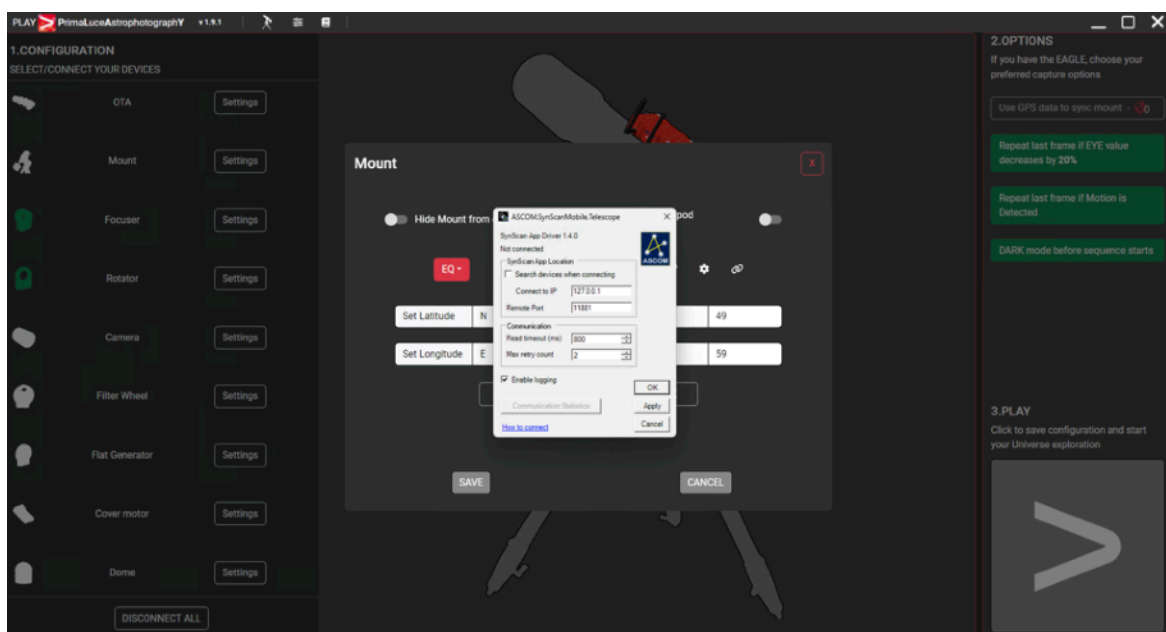 PLAY PrimaLuceAstrophotographY v1.9.1
1.CONFIGURATION
SELECT/CONNECT YOUR DEVICES
OTA Settings
Mount Settings
Focuser Settings
Rotator Settings
Camera Settings
Filter Wheel Settings
Flat Generator Settings
Cover motor Settings
Dome Settings
DISCONNECT ALL
Mount
X
Hide Mount from
pod
EQ
Set Latitude N 49
Set Longitude E 59
SAVE
CANCEL
ASCOM.SynScanMobile.Telescope
SynScan App Driver 1.4.0
Not connected
ASCOM
SynScan App Location
Search devices when connecting
Connect to IP 127.0.0.1
Remote Port 11881
Communication
Read timeout (ms) 800
Max retry count 2
Enable logging
OK
Communication Statistics
Apply
How to connect
Cancel
2.OPTIONS
If you have the EAGLE, choose your
preferred capture options
Use GPS data to sync mount -
Repeat last frame if EYE value
decreases by 20%
Repeat last frame if Motion is
Detected
DARK mode before sequence starts
3.PLAY
Click to save configuration and start
your Universe exploration